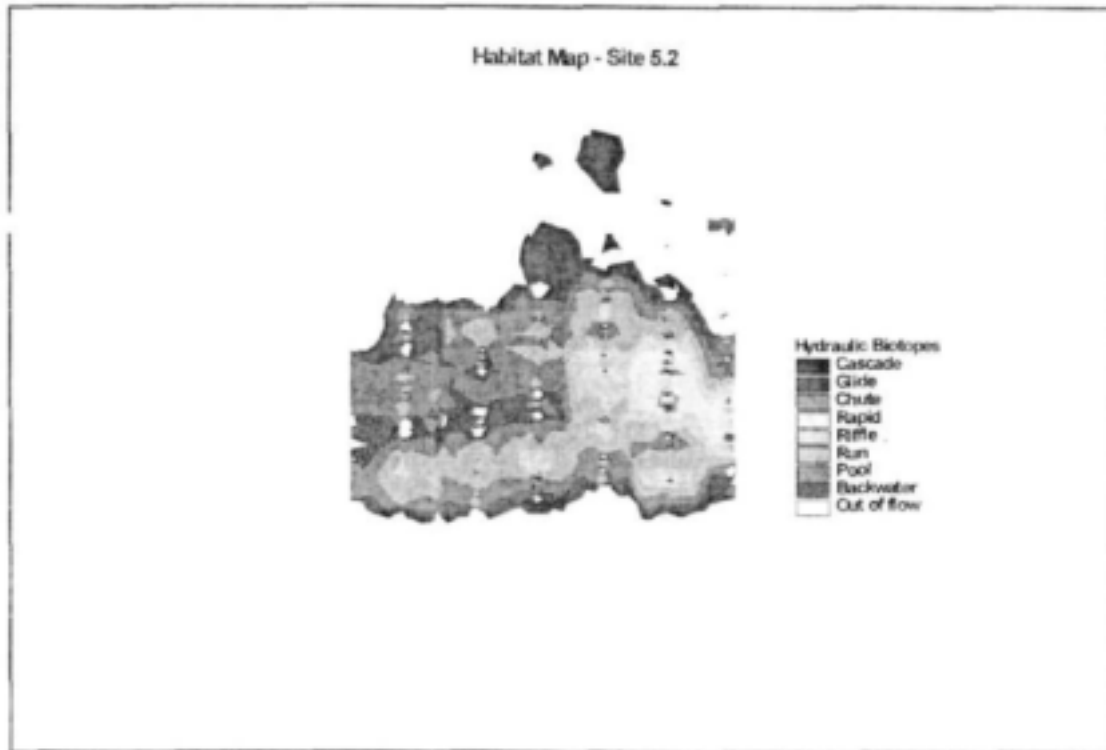 Habitat Map - Site 5.2
Hydraulic Biotopes
Cascade
Glide
Chute
Rapid
Riffle
Run
Pool
Backwater
Out of flow